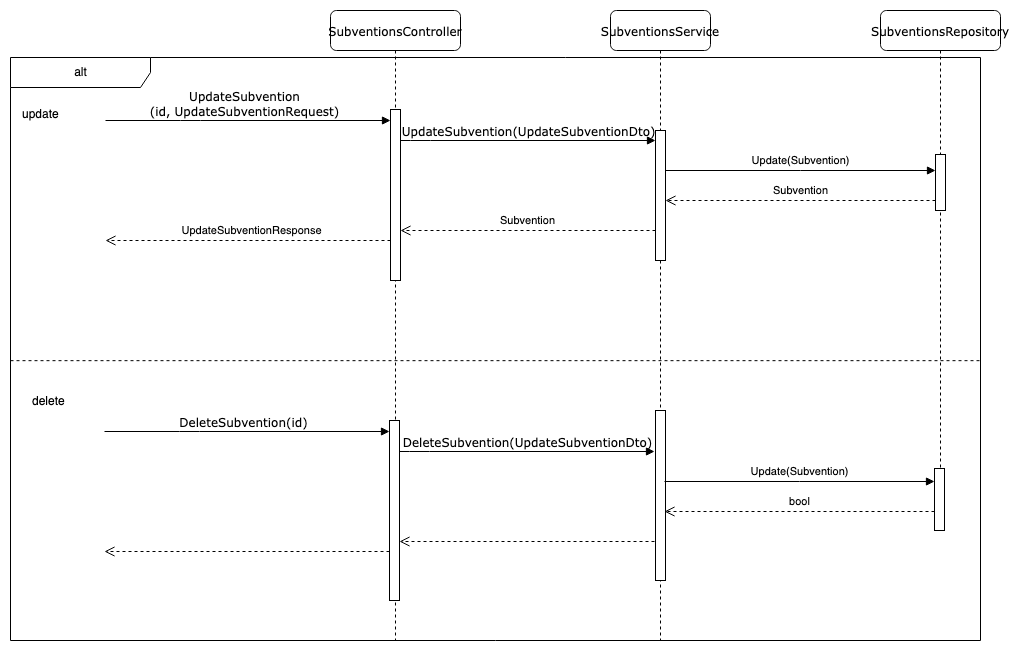 SubventionsController
SubventionsService
SubventionsRepository
alt
update
UpdateSubvention
(id, UpdateSubventionRequest)
UpdateSubvention(UpdateSubventionDto)
Update(Subvention)
Subvention
Subvention
UpdateSubventionResponse
delete
DeleteSubvention(id)
DeleteSubvention(UpdateSubventionDto)
Update(Subvention)
bool